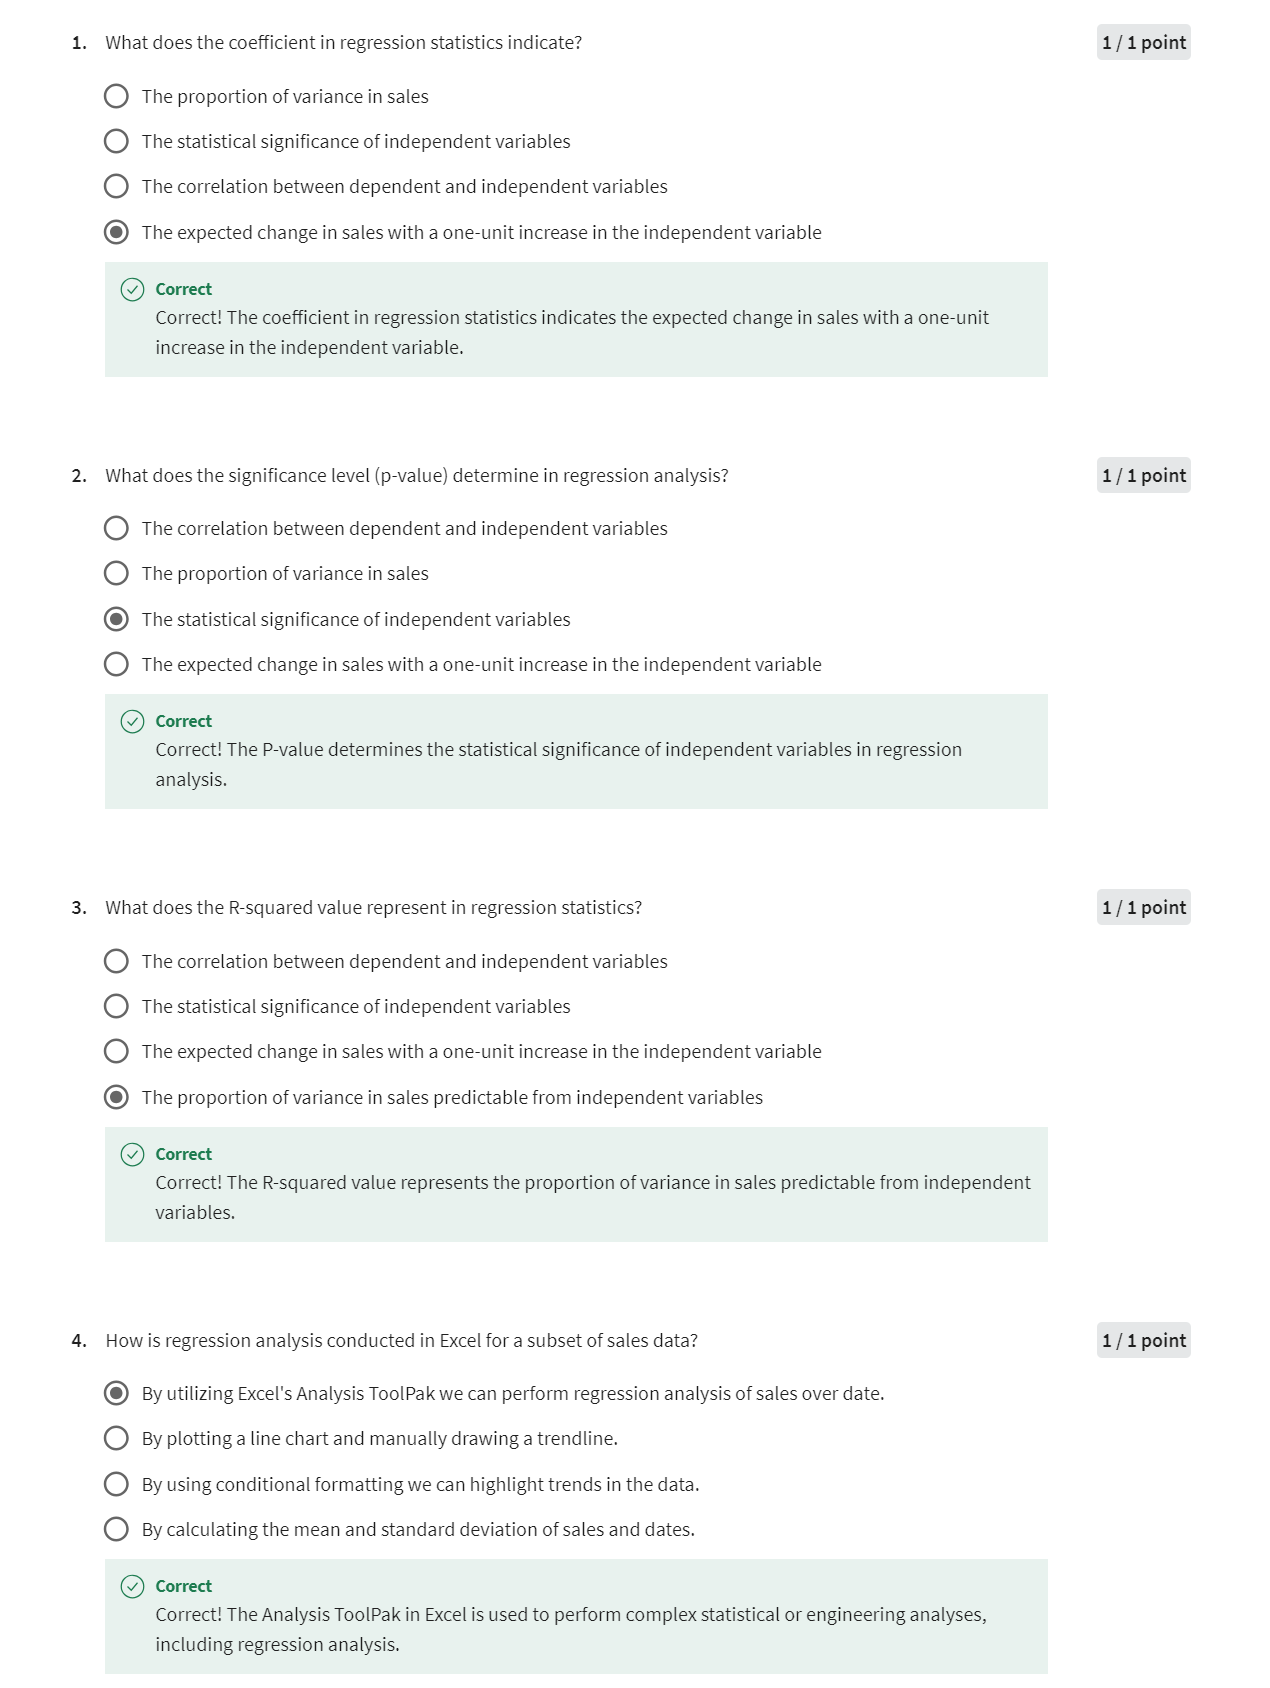 1. What does the coefficient in regression statistics indicate?
1 / 1 point
The proportion of variance in sales
The statistical significance of independent variables
The correlation between dependent and independent variables
The expected change in sales with a one-unit increase in the independent variable
Correct
Correct! The coefficient in regression statistics indicates the expected change in sales with a one-unit
increase in the independent variable.
2. What does the significance level (p-value) determine in regression analysis?
1 / 1 point
The correlation between dependent and independent variables
The proportion of variance in sales
The statistical significance of independent variables
The expected change in sales with a one-unit increase in the independent variable
Correct
Correct! The P-value determines the statistical significance of independent variables in regression
analysis.
3. What does the R-squared value represent in regression statistics?
1 / 1 point
The correlation between dependent and independent variables
The statistical significance of independent variables
The expected change in sales with a one-unit increase in the independent variable
The proportion of variance in sales predictable from independent variables
Correct
Correct! The R-squared value represents the proportion of variance in sales predictable from independent
variables.
4. How is regression analysis conducted in Excel for a subset of sales data?
1 / 1 point
By utilizing Excel's Analysis ToolPak we can perform regression analysis of sales over date.
By plotting a line chart and manually drawing a trendline.
By using conditional formatting we can highlight trends in the data.
By calculating the mean and standard deviation of sales and dates.
Correct
Correct! The Analysis ToolPak in Excel is used to perform complex statistical or engineering analyses,
including regression analysis.